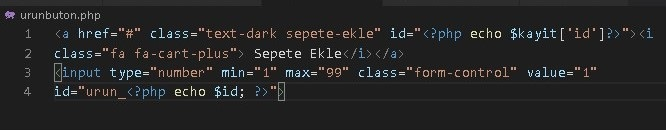 urunbuton.php
1 <a href="#" class="text-dark sepete-ekle" id="<?php echo $kayit['id']?>"><i
2 class="fa fa-cart-plus"> Sepete Ekle</i></a>
3 <input type="number" min="1" max="99" class="form-control" value="1"
4 id="urun_<?php echo $id; ?>">